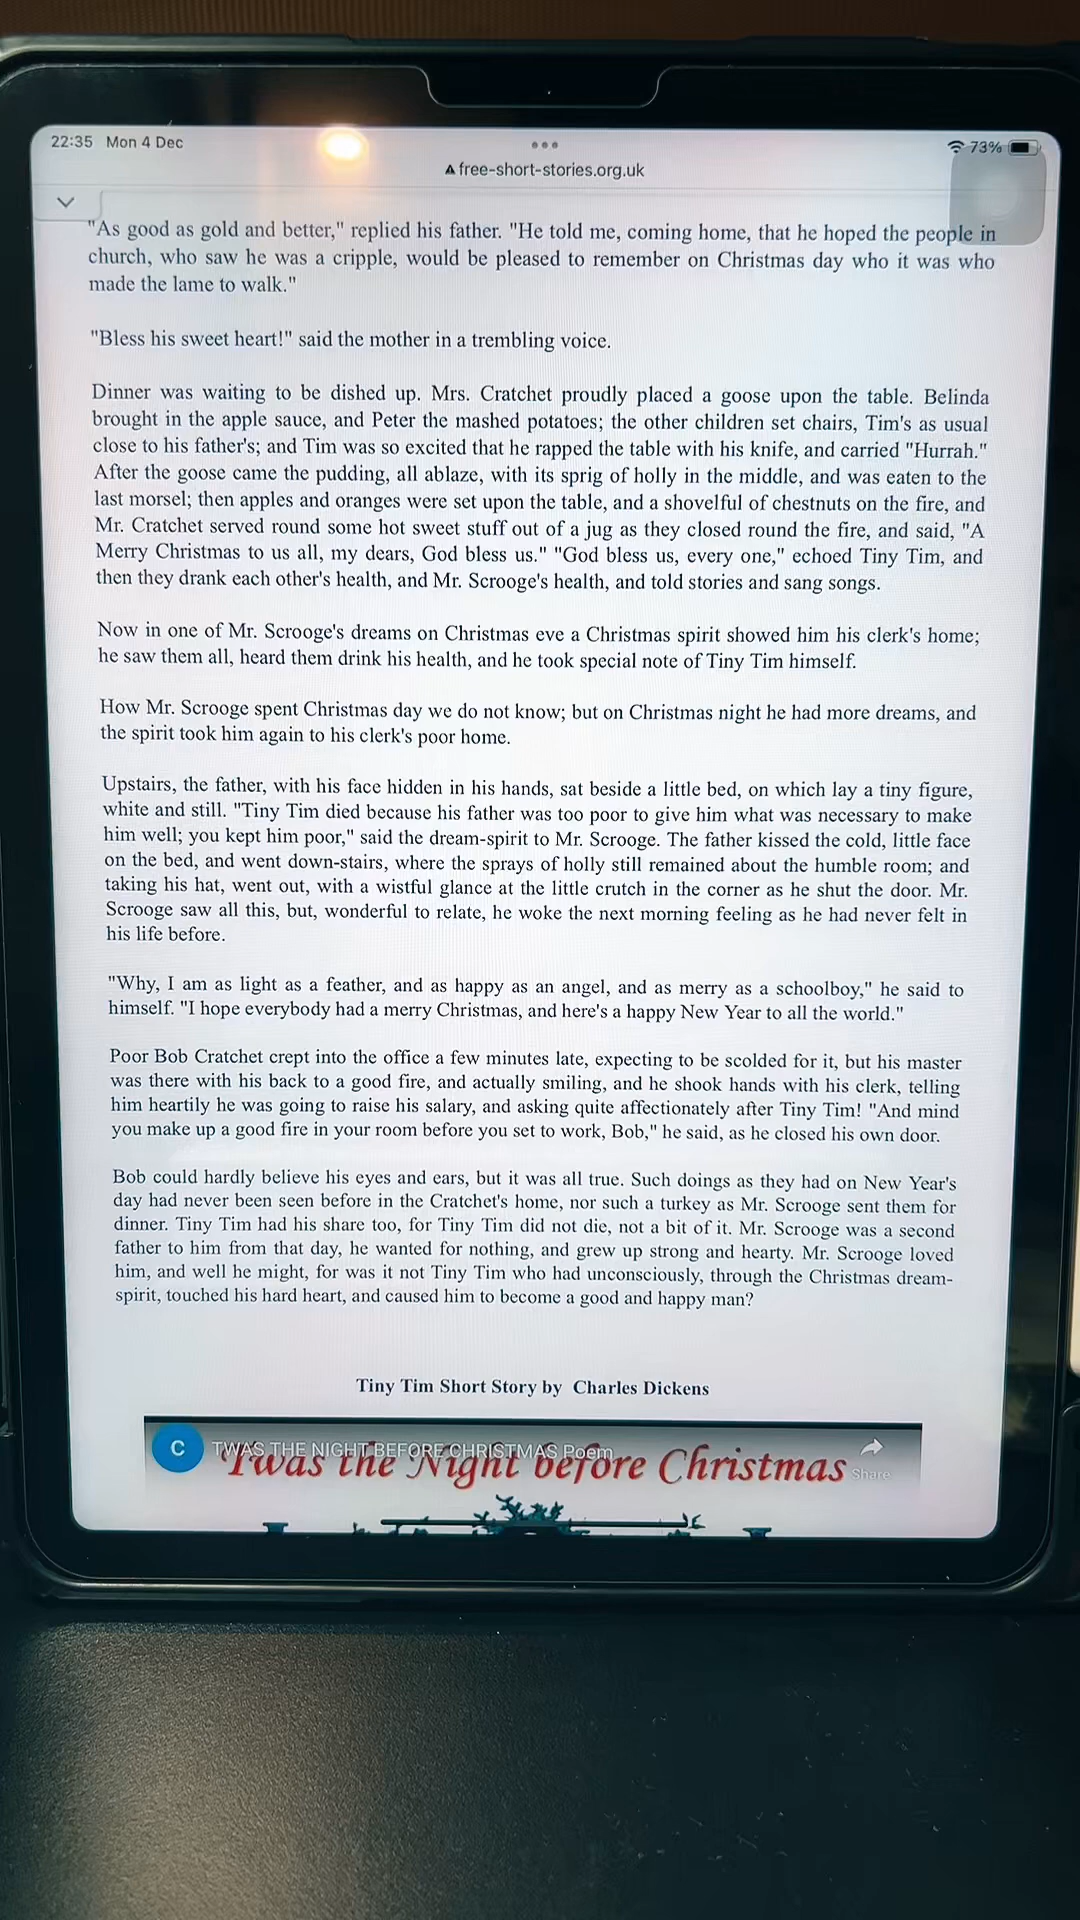 22:35 Mon 4 Dec
73%
free-short-stories.org.uk
"As good as gold and better," replied his father. "He told me, coming home, that he hoped the people in
church, who saw he was a cripple, would be pleased to remember on Christmas day who it was who
made the lame to walk."
"Bless his sweet heart!" said the mother in a trembling voice.
Dinner was waiting to be dished up. Mrs. Cratchet proudly placed a goose upon the table. Belinda
brought in the apple sauce, and Peter the mashed potatoes; the other children set chairs, Tim's as usual
close to his father's; and Tim was so excited that he rapped the table with his knife, and carried "Hurrah."
After the goose came the pudding, all ablaze, with its sprig of holly in the middle, and was eaten to the
last morsel; then apples and oranges were set upon the table, and a shovelful of chestnuts on the fire, and
Mr. Cratchet served round some hot sweet stuff out of a jug as they closed round the fire, and said, "A
Merry Christmas to us all, my dears, God bless us." "God bless us, every one," echoed Tiny Tim, and
then they drank each other's health, and Mr. Scrooge's health, and told stories and sang songs.
Now in one of Mr. Scrooge's dreams on Christmas eve a Christmas spirit showed him his clerk's home;
he saw them all, heard them drink his health, and he took special note of Tiny Tim himself.
How Mr. Scrooge spent Christmas day we do not know; but on Christmas night he had more dreams, and
the spirit took him again to his clerk's poor home.
Upstairs, the father, with his face hidden in his hands, sat beside a little bed, on which lay a tiny figure,
white and still. "Tiny Tim died because his father was too poor to give him what was necessary to make
him well; you kept him poor," said the dream-spirit to Mr. Scrooge. The father kissed the cold, little face
on the bed, and went down-stairs, where the sprays of holly still remained about the humble room; and
taking his hat, went out, with a wistful glance at the little crutch in the corner as he shut the door. Mr.
Scrooge saw all this, but, wonderful to relate, he woke the next morning feeling as he had never felt in
his life before.
"Why, I am as light as a feather, and as happy as an angel, and as merry as a schoolboy," he said to
himself. "I hope everybody had a merry Christmas, and here's a happy New Year to all the world."
Poor Bob Cratchet crept into the office a few minutes late, expecting to be scolded for it, but his master
was there with his back to a good fire, and actually smiling, and he shook hands with his clerk, telling
him heartily he was going to raise his salary, and asking quite affectionately after Tiny Tim! "And mind
you make up a good fire in your room before you set to work, Bob," he said, as he closed his own door.
Bob could hardly believe his eyes and ears, but it was all true. Such doings as they had on New Year's
day had never been seen before in the Cratchet's home, nor such a turkey as Mr. Scrooge sent them for
dinner. Tiny Tim had his share too, for Tiny Tim did not die, not a bit of it. Mr. Scrooge was a second
father to him from that day, he wanted for nothing, and grew up strong and hearty. Mr. Scrooge loved
him, and well he might, for was it not Tiny Tim who had unconsciously, through the Christmas dream-
spirit, touched his hard heart, and caused him to become a good and happy man?
Tiny Tim Short Story by Charles Dickens
C
TWAS THE NIGHT BEFORE CHRISTMAS Poem
'Twas the Night before Christmas
Share